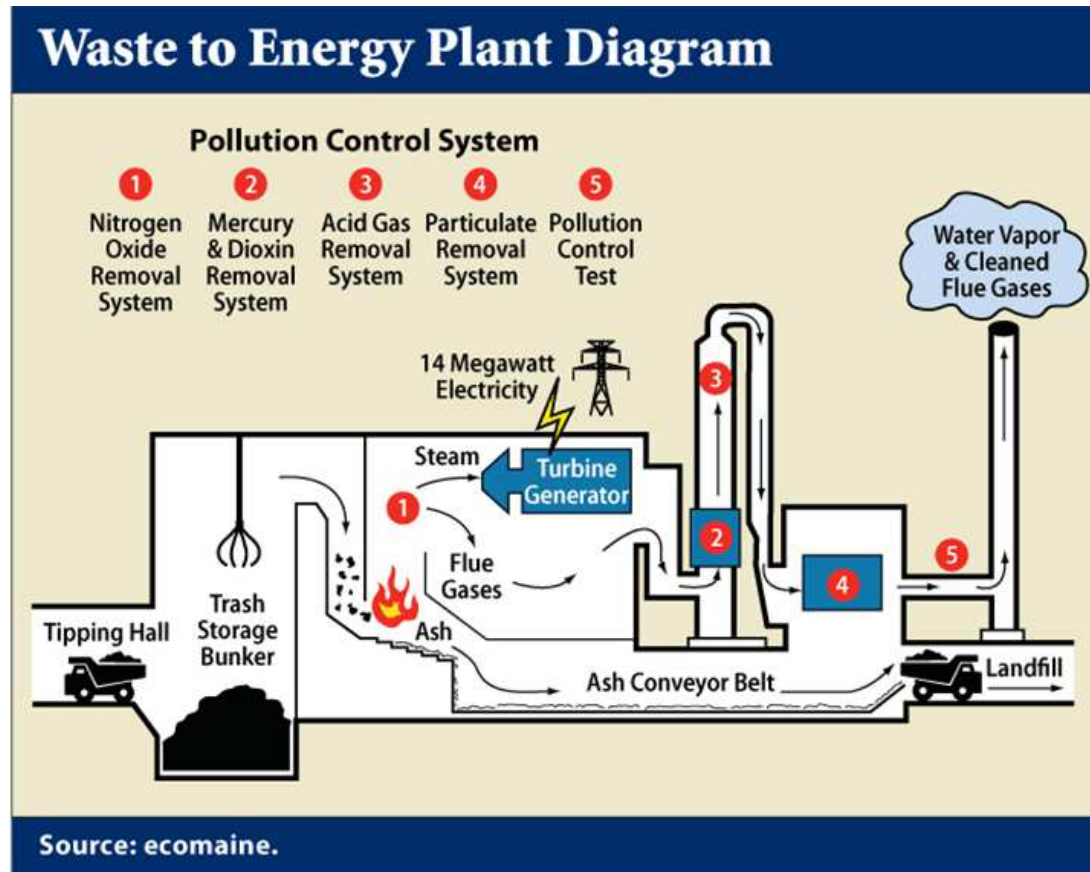 Waste to Energy Plant Diagram
Pollution Control System
1
Nitrogen
Oxide
Removal
System
2
Mercury
& Dioxin
Removal
System
3
Acid Gas
Removal
System
4
Particulate
Removal
System
5
Pollution
Control
Test
Water Vapor
& Cleaned
Flue Gases
14 Megawatt
Electricity
3
Steam
Turbine
Generator
1
2
Flue
Gases
4
5
Tipping Hall
Trash
Storage
Bunker
Ash
Ash Conveyor Belt
Landfill
Source: ecomaine.